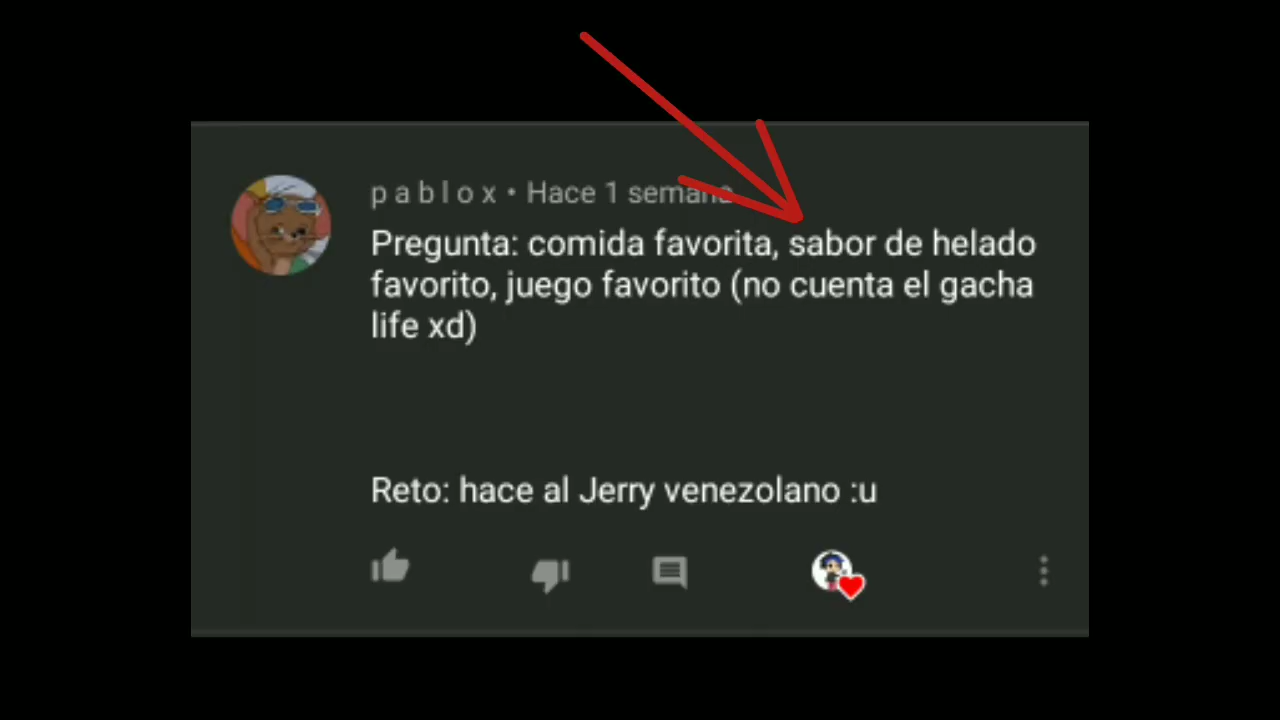 p a b l o x • Hace 1 semana
Pregunta: comida favorita, sabor de helado
favorito, juego favorito (no cuenta el gacha
life xd)
Reto: hace al Jerry venezolano :u